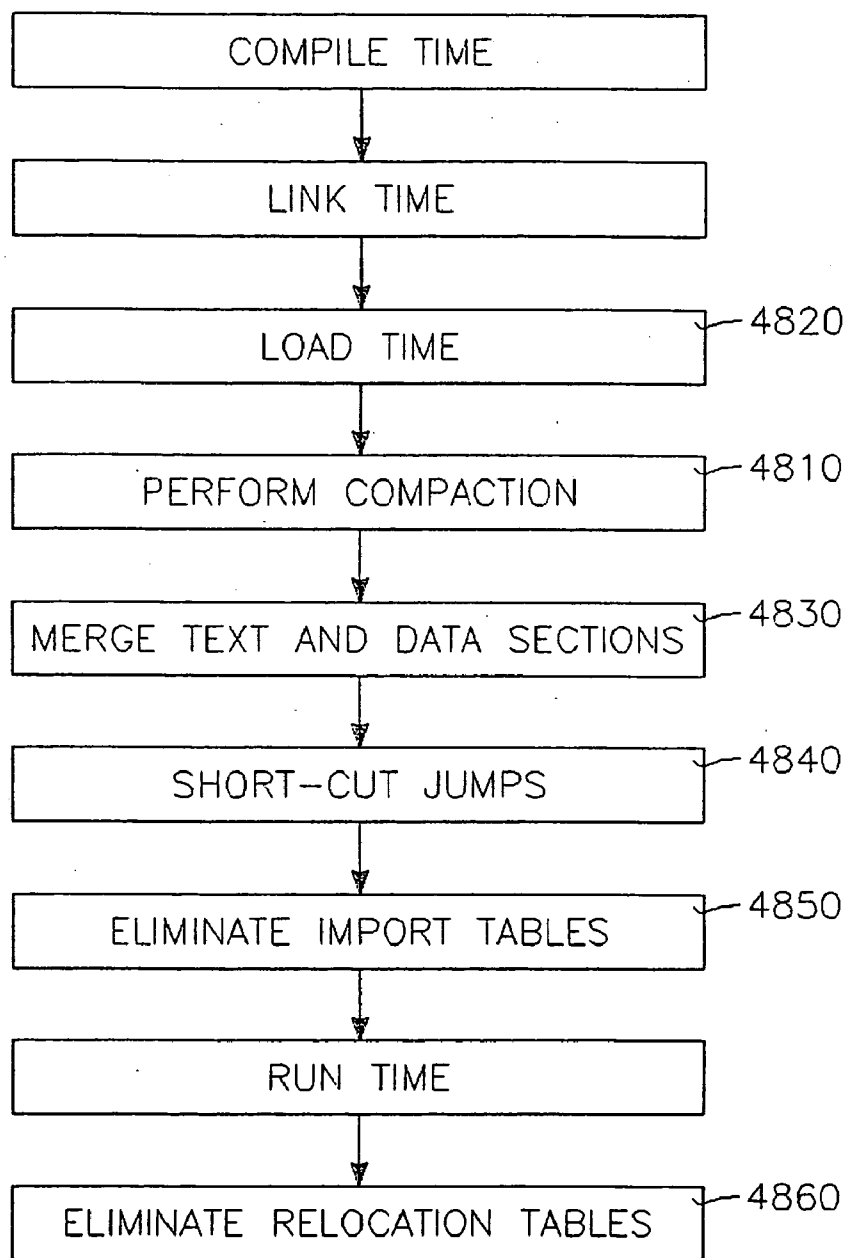 COMPILE TIME
LINK TIME
LOAD TIME
4820
PERFORM COMPACTION
4810
MERGE TEXT AND DATA SECTIONS
4830
SHORT-CUT JUMPS
4840
ELIMINATE IMPORT TABLES
4850
RUN TIME
ELIMINATE RELOCATION TABLES
4860